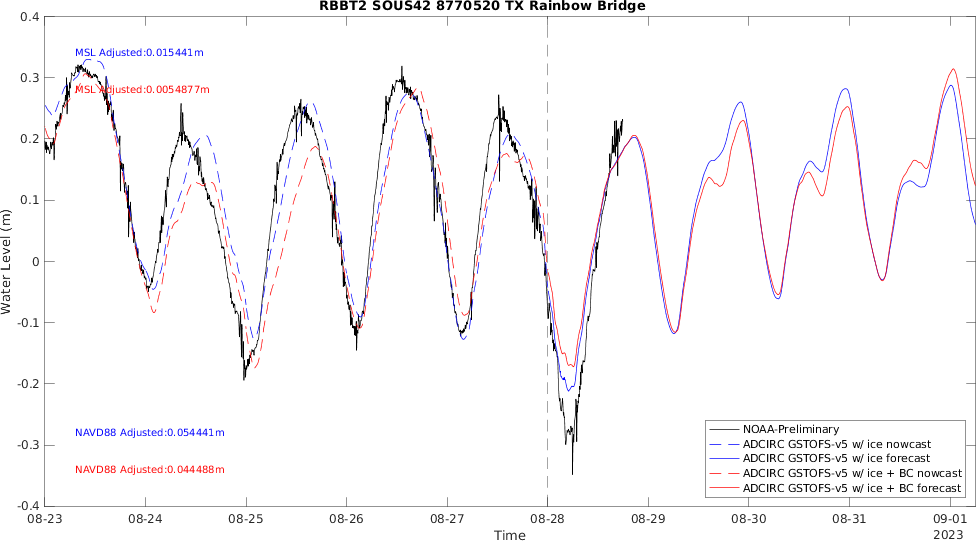 RBBT2 SOUS42 8770520 TX Rainbow Bridge
0.4
0.3
0.2
0.1
0
-0.1
-0.2
-0.3
-0.4
Water Level (m)
MSL Adjusted:0.015441m
MSL Adjusted:0.0054877m
NAVD88 Adjusted:0.054441m
NAVD88 Adjusted:0.044488m
NOAA-Preliminary
ADCIRC GSTOFS-v5 w/ ice nowcast
ADCIRC GSTOFS-v5 w/ ice forecast
ADCIRC GSTOFS-v5 w/ ice + BC nowcast
ADCIRC GSTOFS-v5 w/ ice + BC forecast
08-23 08-24 08-25 08-26 08-27 08-28 08-29 08-30 08-31 09-01
2023
Time